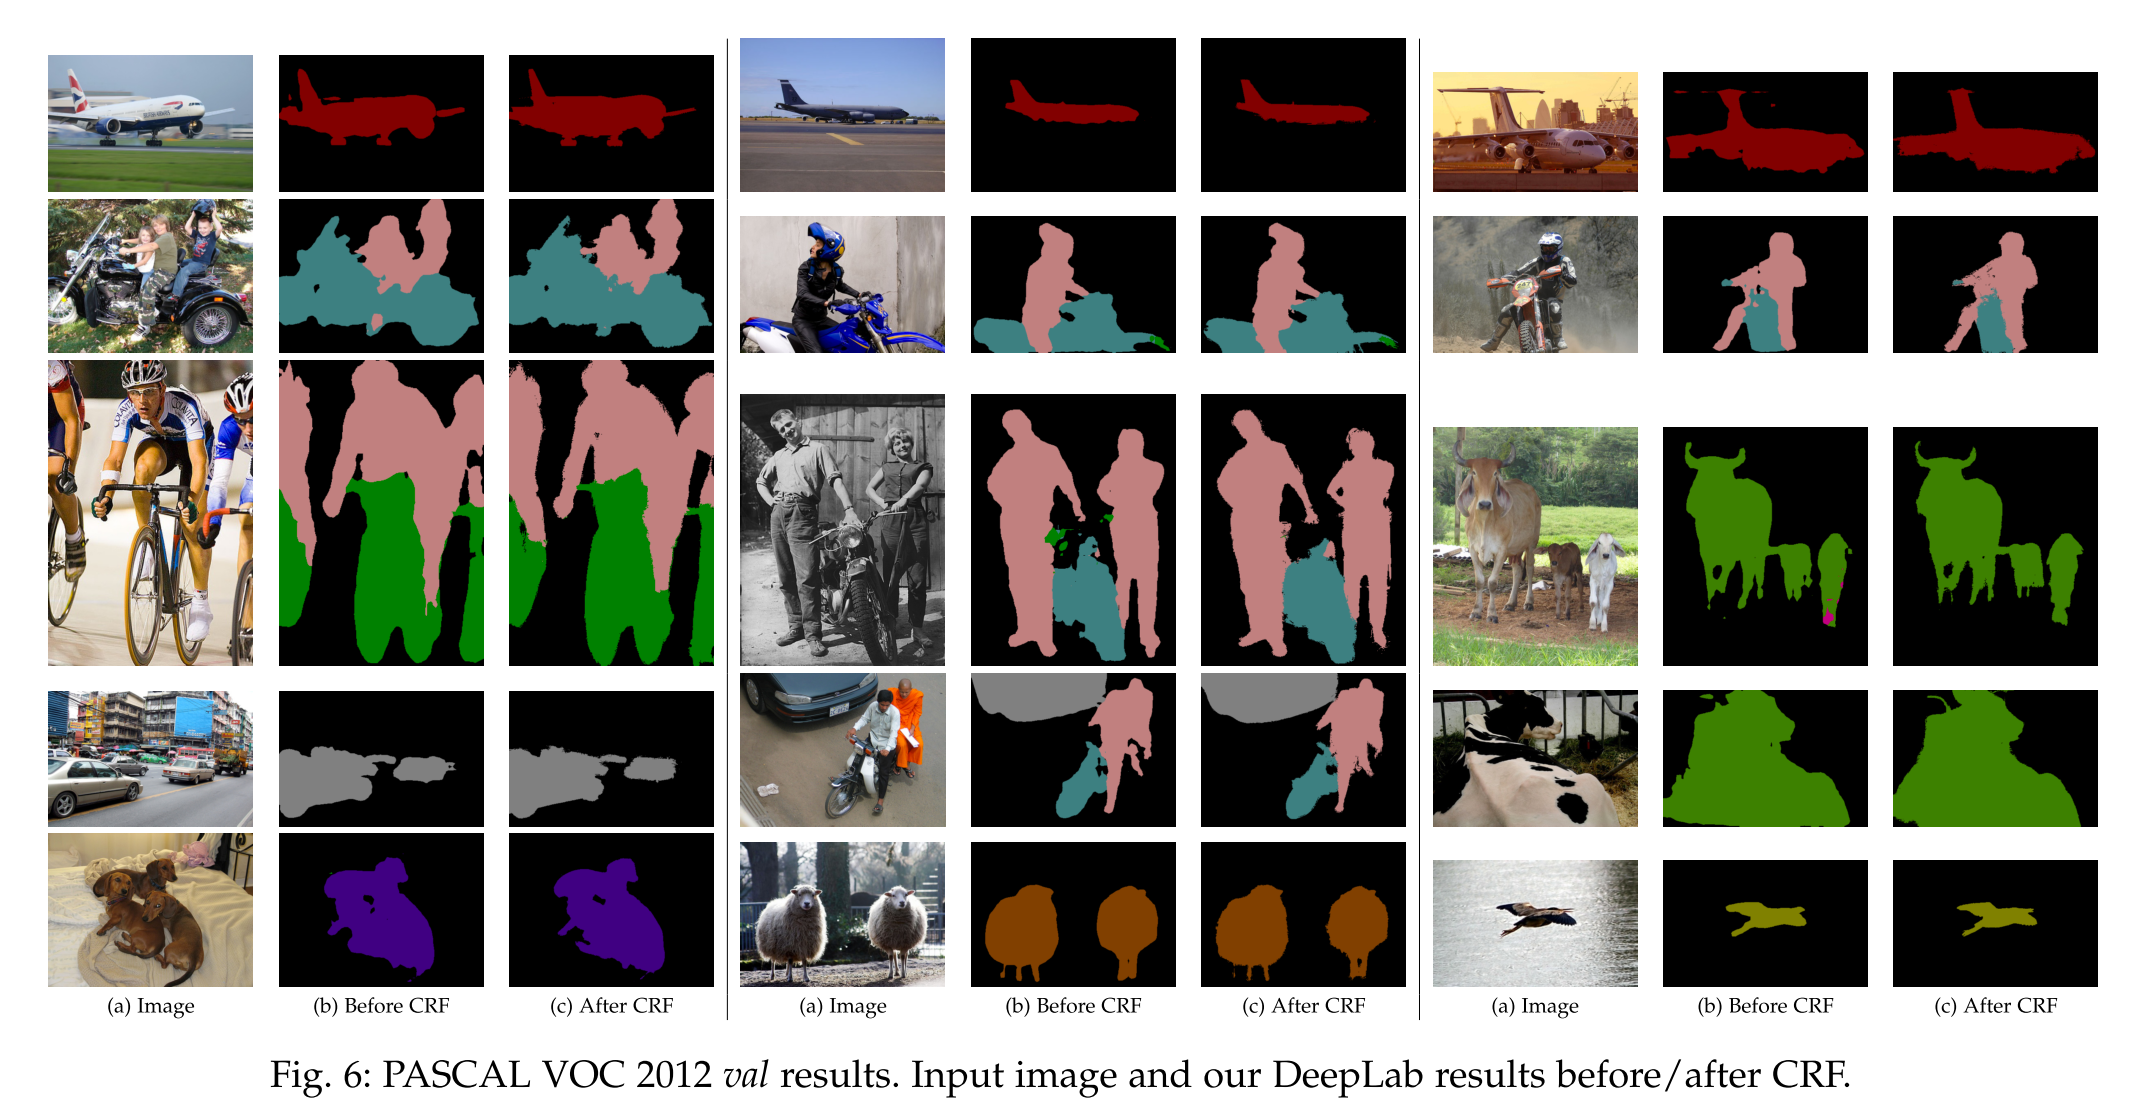 (a) Image (b) Before CRF (c) After CRF (a) Image (b) Before CRF (c) After CRF (a) Image (b) Before CRF (c) After CRF
Fig. 6: PASCAL VOC 2012 val results. Input image and our DeepLab results before/after CRF.